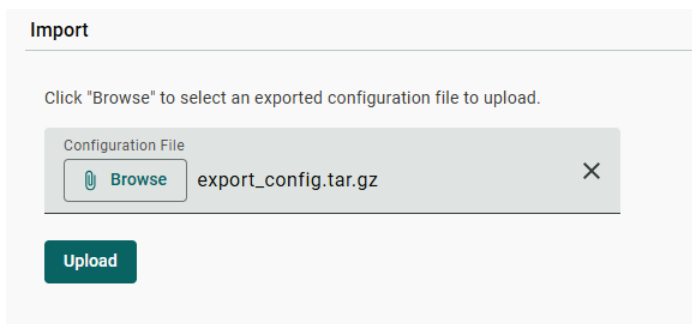 Import
Click "Browse" to select an exported configuration file to upload.
Configuration File
Browse export_config.tar.gz
Upload